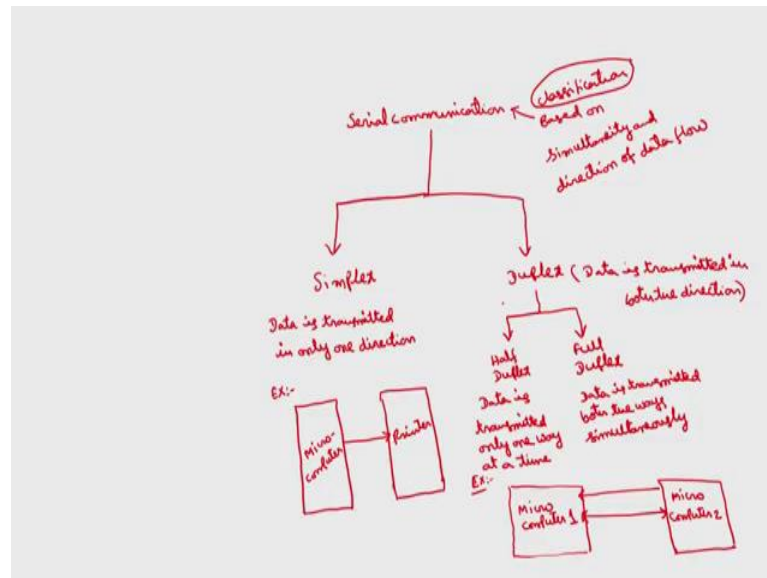 Classification
Serial communication
Based on
Simultaneity and
direction of data flow
Simplex
Duplex (Data is transmitted in
both the direction)
Data is transmitted
in only one direction
Half
Duplex
Full
Duplex
Data is
transmitted
only one way
at a time
Data is transmitted
both the ways
simultaneously
EX:-
Micro-
computer
Printer
EX:-
Micro
Computer 1
Micro
Computer 2